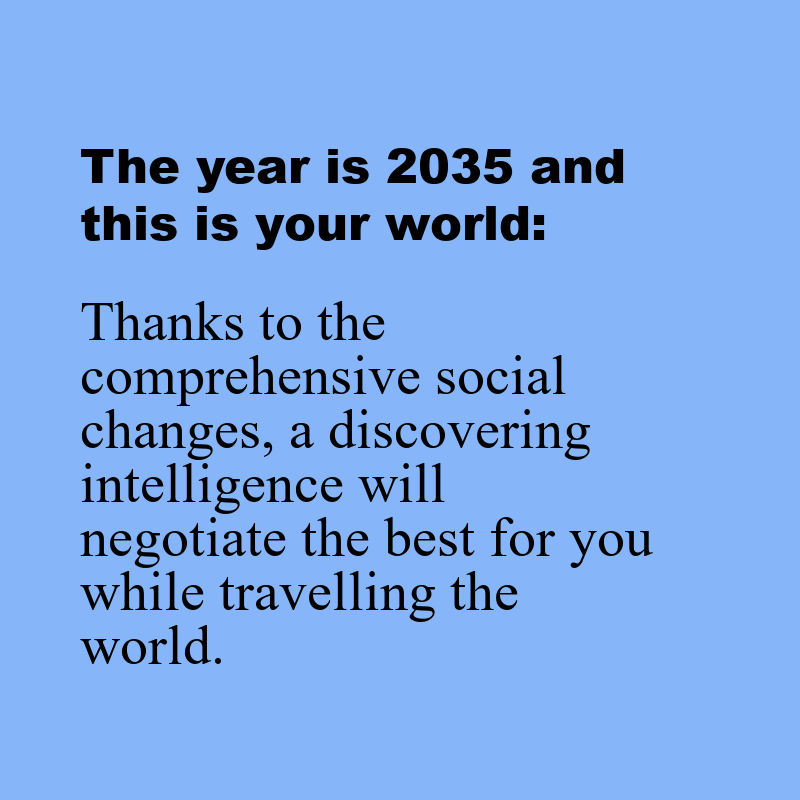 The year is 2035 and
this is your world:
Thanks to the
comprehensive social
changes, a discovering
intelligence will
negotiate the best for you
while travelling the
world.